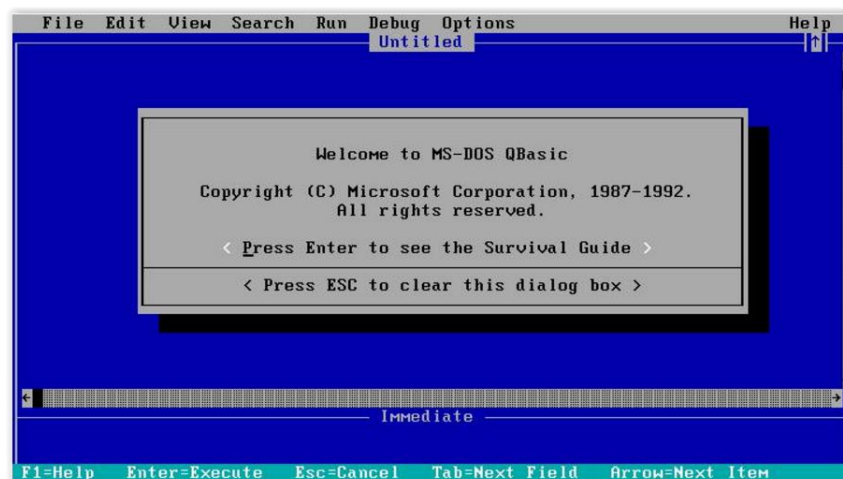 File Edit View Search Run Debug Options Help
Untitled
Welcome to MS-DOS QBasic
Copyright (C) Microsoft Corporation, 1987-1992.
All rights reserved.
< Press Enter to see the Survival Guide >
< Press ESC to clear this dialog box >
Immediate
F1=Help Enter=Execute Esc=Cancel Tab=Next Field Arrow=Next Item